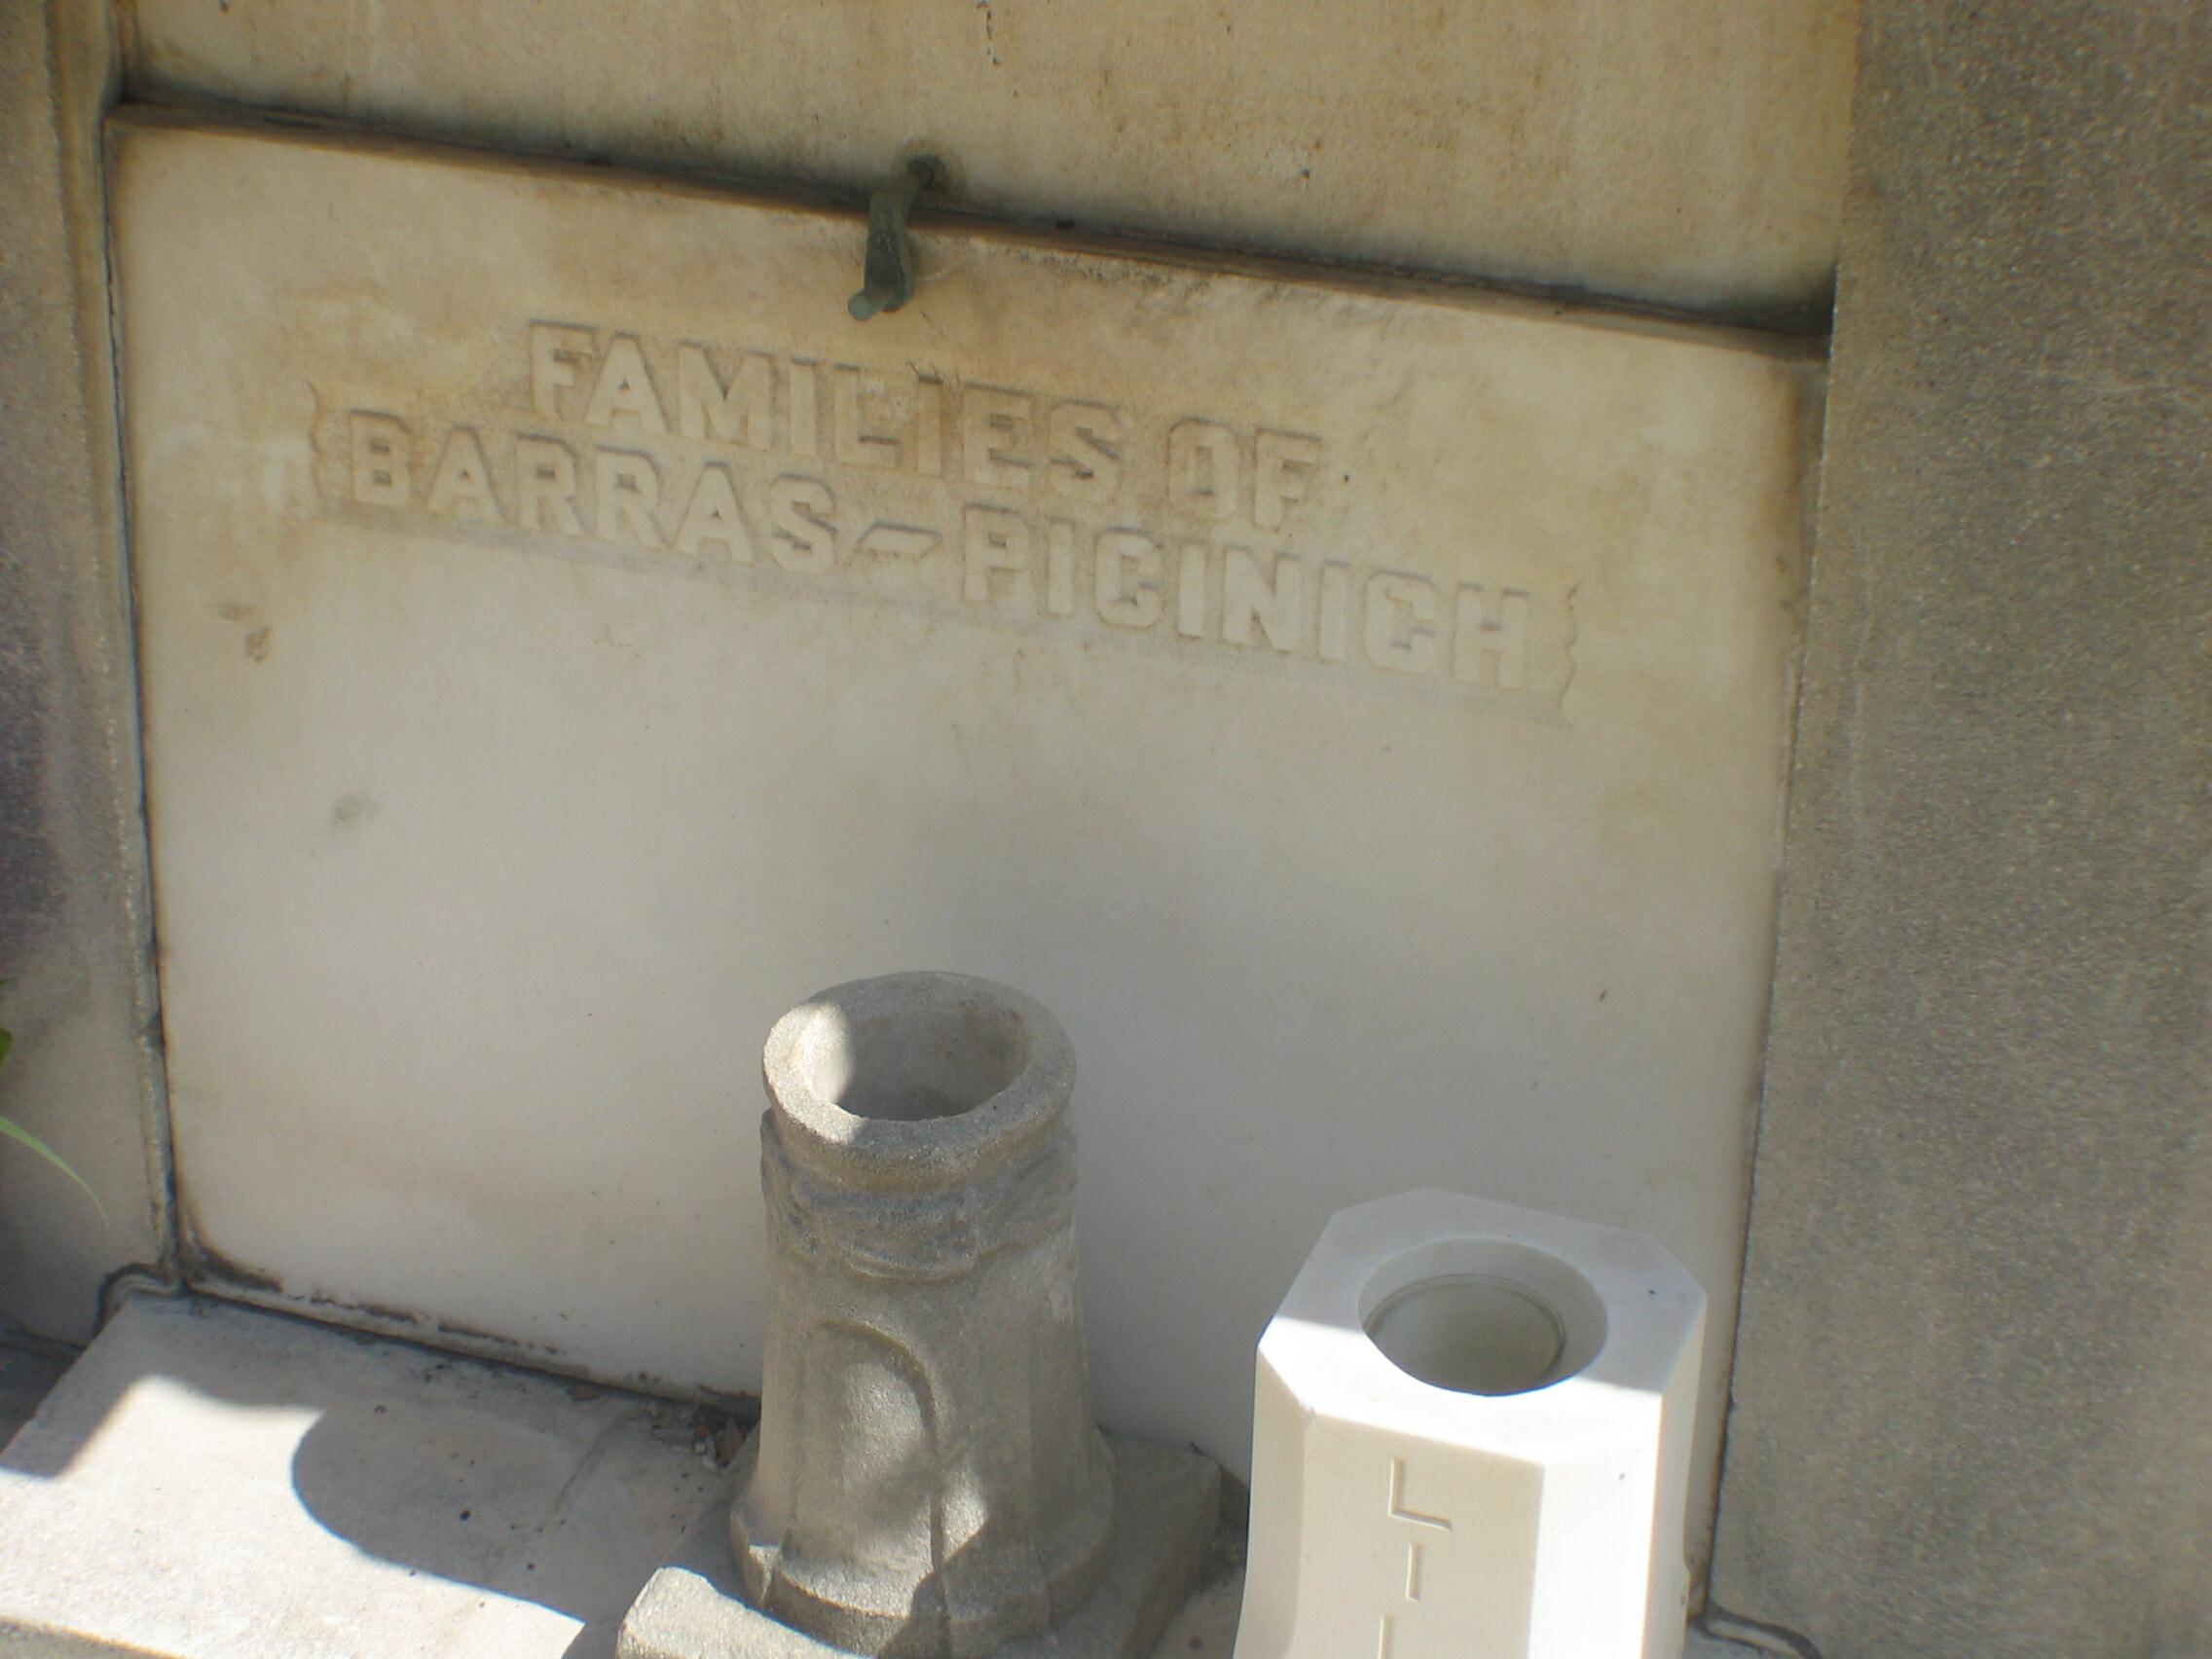 FAMILIES OF
BARRAS-PICINICH